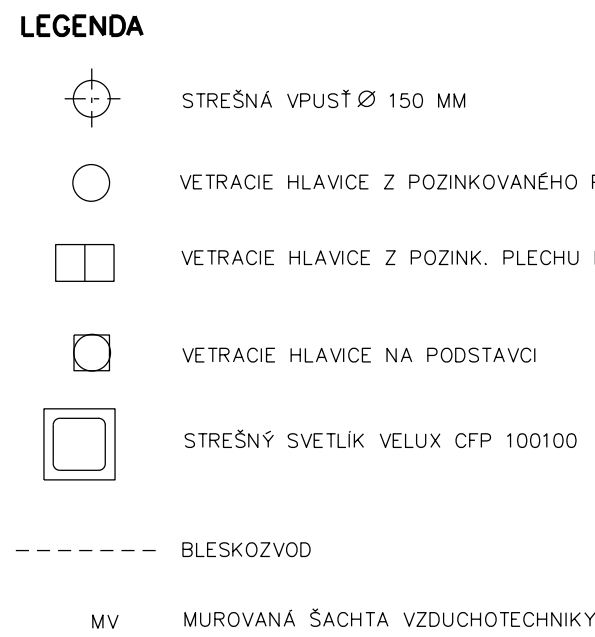 LEGENDA
STREŠNÁ VPUSŤ Ø 150 MM
VETRACIE HLAVICE Z POZINKOVANÉHO
VETRACIE HLAVICE Z POZINK. PLECHU
VETRACIE HLAVICE NA PODSTAVCI
STREŠNÝ SVETLÍK VELUX CFP 100100
BLESKOZVOD
MV MUROVANÁ ŠACHTA VZDUCHOTECHNIKY